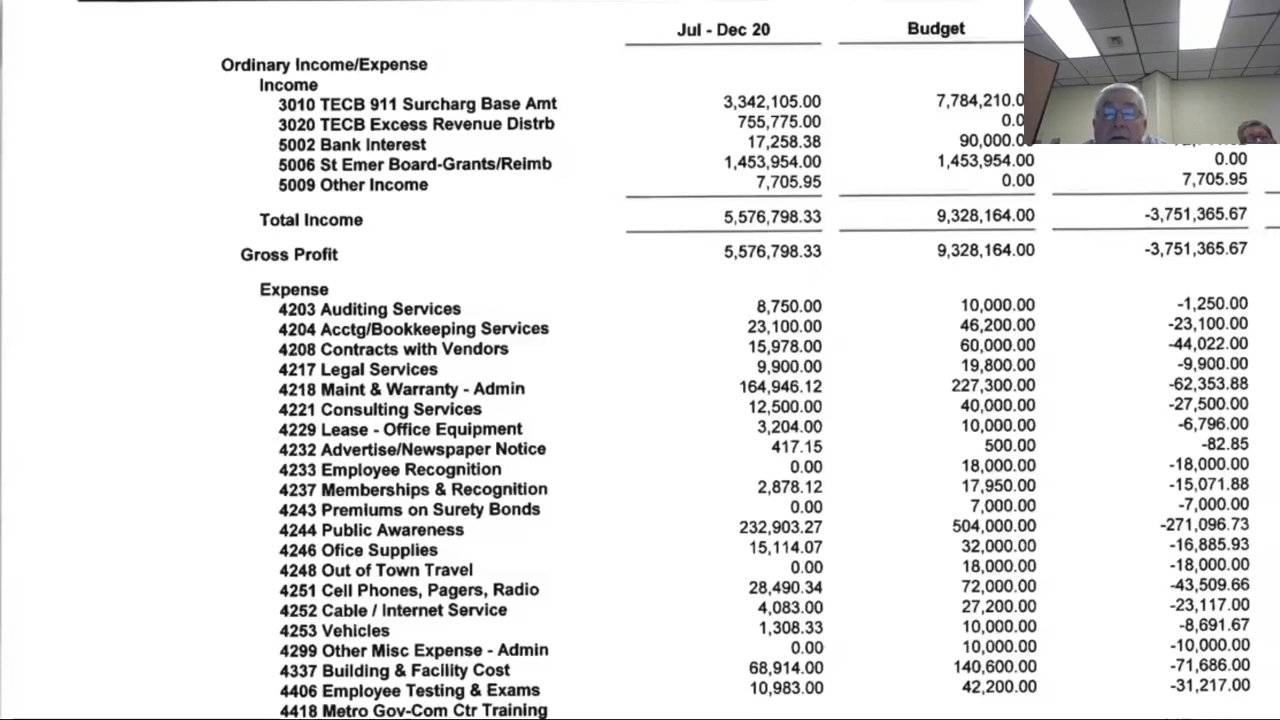 Jul - Dec 20 Budget
Ordinary Income/Expense
Income
3010 TECB 911 Surcharg Base Amt 3,342,105.00 7,784,210.0
3020 TECB Excess Revenue Distrb 755,775.00 0.0
5002 Bank Interest 17,258.38 90,000.0
5006 St Emer Board-Grants/Reimb 1,453,954.00 1,453,954.00 0.00
5009 Other Income 7,705.95 0.00 7,705.95
Total Income 5,576,798.33 9,328,164.00 -3,751,365.67
Gross Profit 5,576,798.33 9,328,164.00 -3,751,365.67
Expense
4203 Auditing Services 8,750.00 10,000.00 -1,250.00
4204 Acctg/Bookkeeping Services 23,100.00 46,200.00 -23,100.00
4208 Contracts with Vendors 15,978.00 60,000.00 -44,022.00
4217 Legal Services 9,900.00 19,800.00 -9,900.00
4218 Maint & Warranty - Admin 164,946.12 227,300.00 -62,353.88
4221 Consulting Services 12,500.00 40,000.00 -27,500.00
4229 Lease - Office Equipment 3,204.00 10,000.00 -6,796.00
4232 Advertise/Newspaper Notice 417.15 500.00 -82.85
4233 Employee Recognition 0.00 18,000.00 -18,000.00
4237 Memberships & Recognition 2,878.12 17,950.00 -15,071.88
4243 Premiums on Surety Bonds 0.00 7,000.00 -7,000.00
4244 Public Awareness 232,903.27 504,000.00 -271,096.73
4246 Ofice Supplies 15,114.07 32,000.00 -16,885.93
4248 Out of Town Travel 0.00 18,000.00 -18,000.00
4251 Cell Phones, Pagers, Radio 28,490.34 72,000.00 -43,509.66
4252 Cable / Internet Service 4,083.00 27,200.00 -23,117.00
4253 Vehicles 1,308.33 10,000.00 -8,691.67
4299 Other Misc Expense - Admin 0.00 10,000.00 -10,000.00
4337 Building & Facility Cost 68,914.00 140,600.00 -71,686.00
4406 Employee Testing & Exams 10,983.00 42,200.00 -31,217.00
4418 Metro Gov-Com Ctr Training